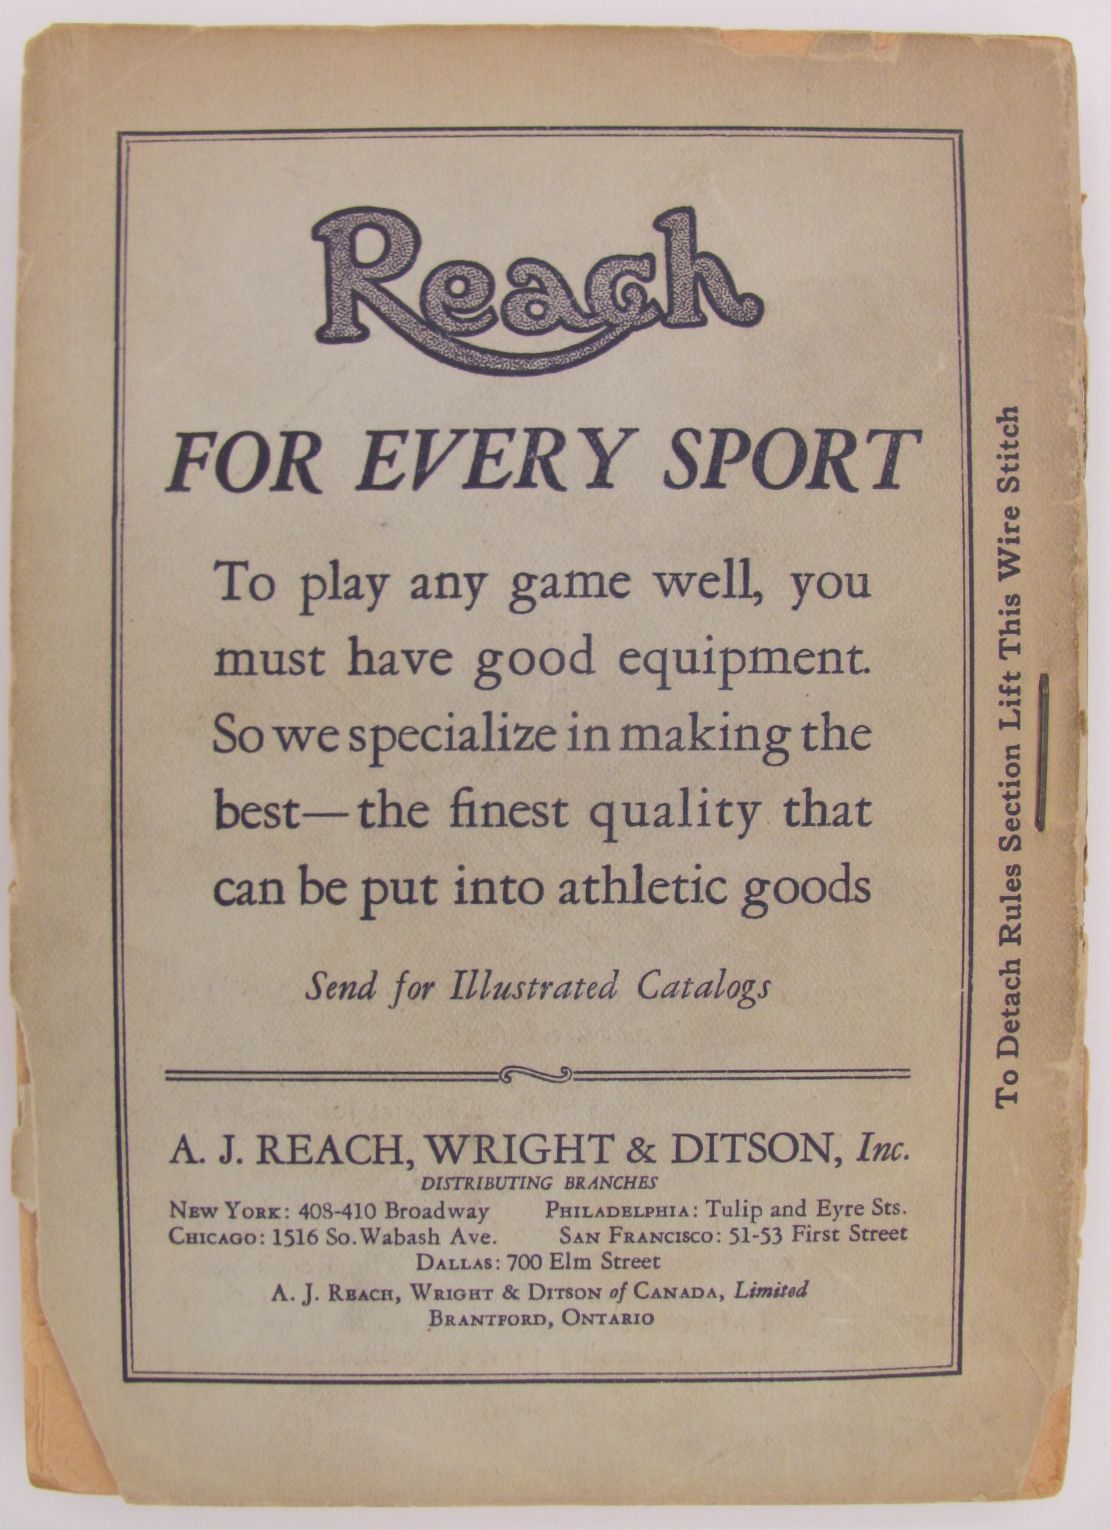 Reach
FOR EVERY SPORT
To play any game well, you
must have good equipment.
So we specialize in making the
best—the finest quality that
can be put into athletic goods
Send for Illustrated Catalogs
A. J. REACH, WRIGHT & DITSON, Inc.
DISTRIBUTING BRANCHES
NEW YORK: 408-410 Broadway PHILADELPHIA: Tulip and Eyre Sts.
CHICAGO: 1516 So. Wabash Ave. SAN FRANCISCO: 51-53 First Street
DALLAS: 700 Elm Street
A. J. REACH, WRIGHT & DITSON of CANADA, Limited
BRANTFORD, ONTARIO
To Detach Rules Section Lift This Wire Stitch